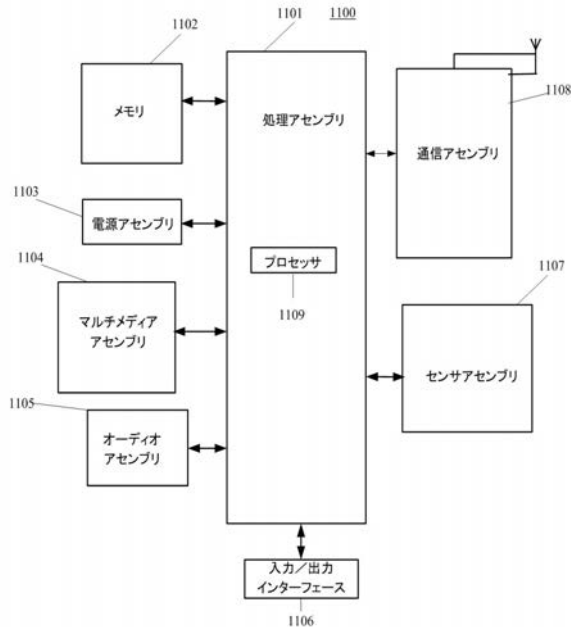 1101
1100
1102
メモリ
処理アセンブリ
1108
通信アセンブリ
1103
電源アセンブリ
プロセッサ
1109
1104
マルチメディア
アセンブリ
1107
センサアセンブリ
1105
オーディオ
アセンブリ
入力／出力
インターフェース
1106